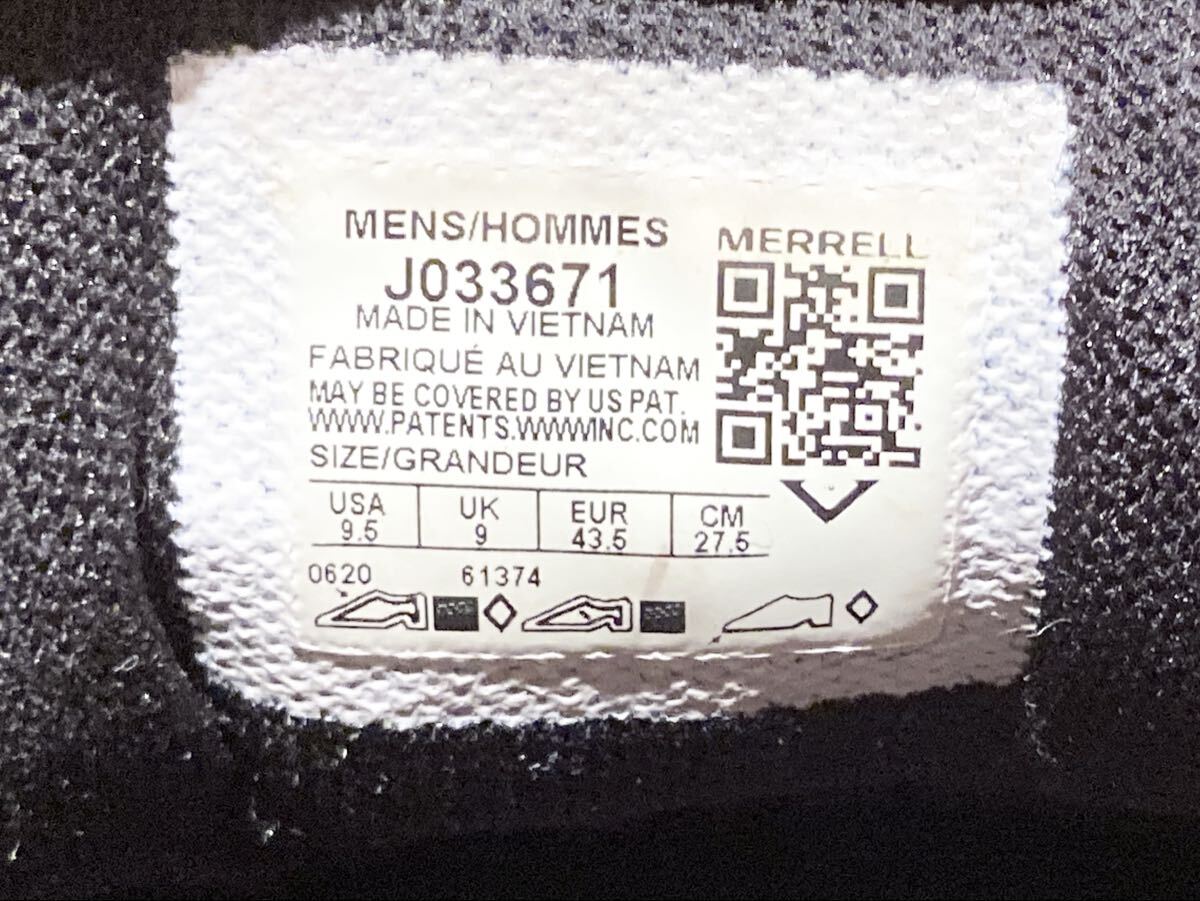 MENS/HOMMES
J033671
MADE IN VIETNAM
FABRIQUÉ AU VIETNAM
MAY BE COVERED BY US PAT.
WWW.PATENTS.WWWINC.COM
SIZE/GRANDEUR
USA UK EUR CM
9.5 9 43.5 27.5
0620 61374
MERRELL